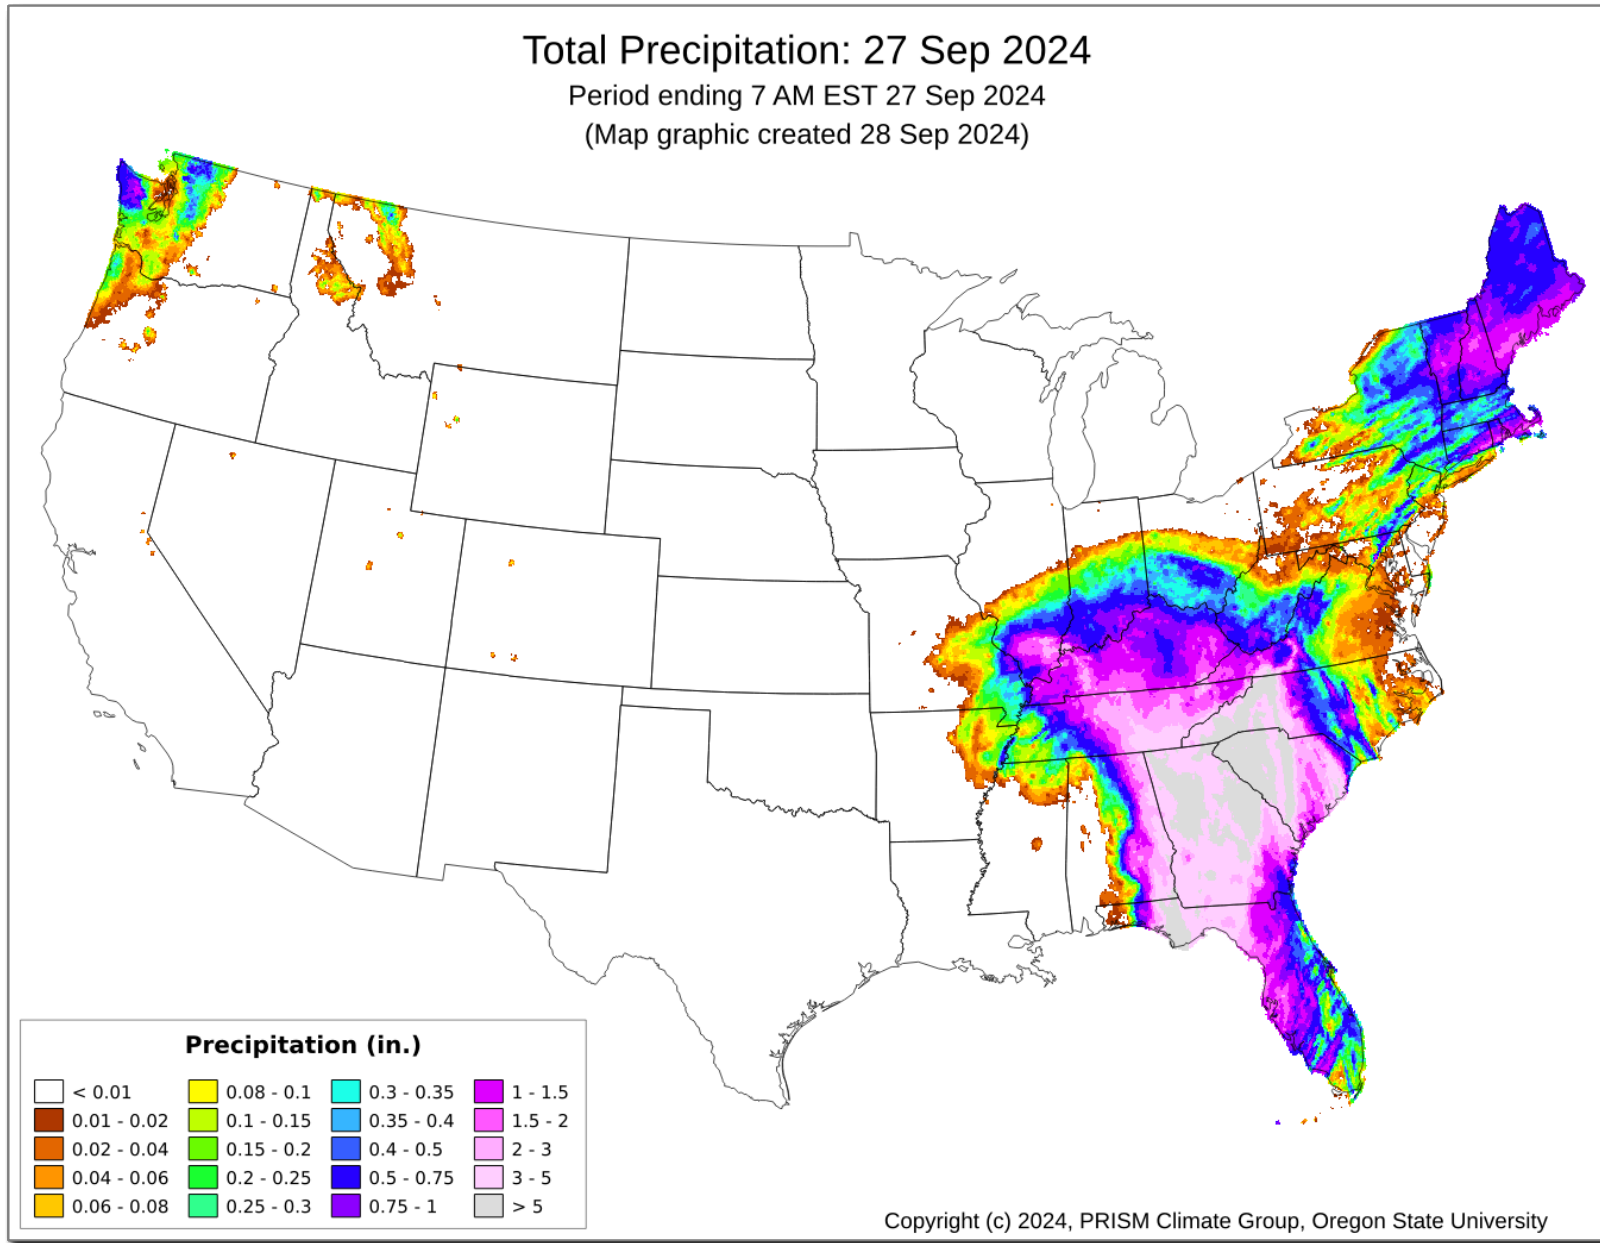 Total Precipitation: 27 Sep 2024
Period ending 7 AM EST 27 Sep 2024
(Map graphic created 28 Sep 2024)
Precipitation (in.)
< 0.01
0.01 - 0.02
0.02 - 0.04
0.04 - 0.06
0.06 - 0.08
0.08 - 0.1
0.1 - 0.15
0.15 - 0.2
0.2 - 0.25
0.25 - 0.3
0.3 - 0.35
0.35 - 0.4
0.4 - 0.5
0.5 - 0.75
0.75 - 1
1 - 1.5
1.5 - 2
2 - 3
3 - 5
> 5
Copyright (c) 2024, PRISM Climate Group, Oregon State University